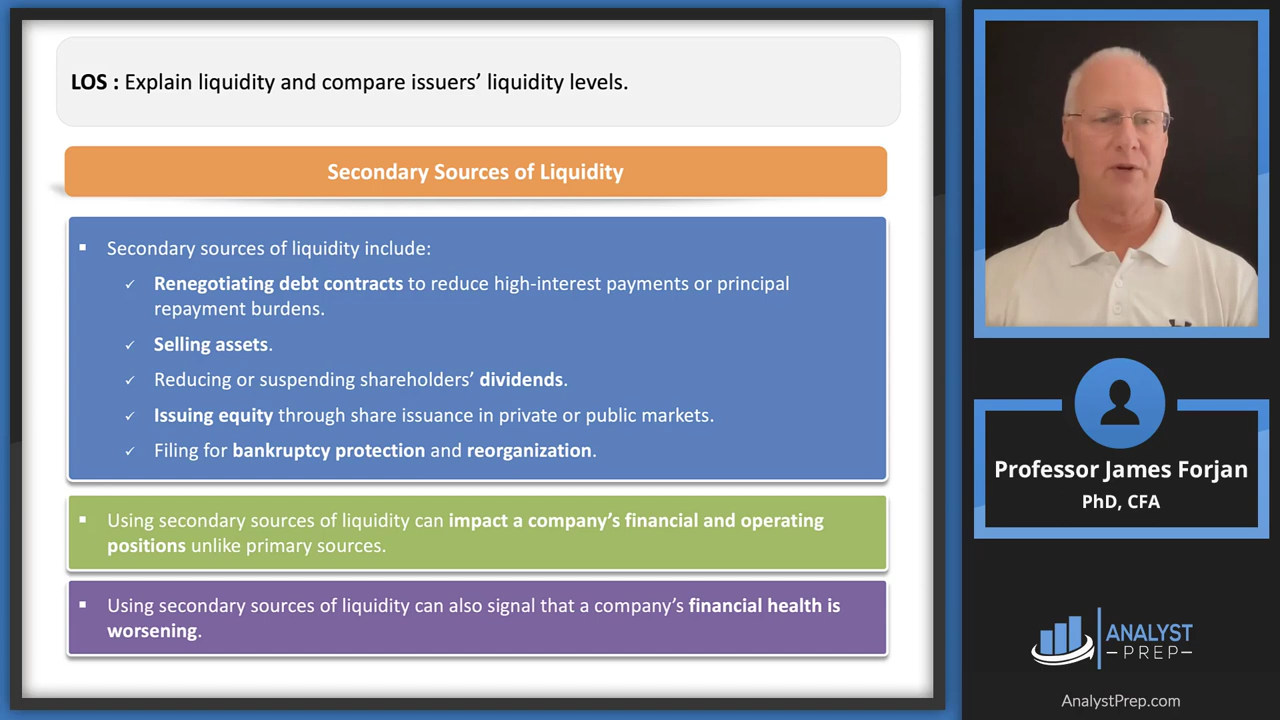 LOS : Explain liquidity and compare issuers' liquidity levels.
Secondary Sources of Liquidity
▪ Secondary sources of liquidity include:
✓ Renegotiating debt contracts to reduce high-interest payments or principal
repayment burdens.
✓ Selling assets.
✓ Reducing or suspending shareholders' dividends.
✓ Issuing equity through share issuance in private or public markets.
✓ Filing for bankruptcy protection and reorganization.
▪ Using secondary sources of liquidity can impact a company's financial and operating
positions unlike primary sources.
▪ Using secondary sources of liquidity can also signal that a company's financial health is
worsening.
Professor James Forjan
PhD, CFA
ANALYST
–PREP–
AnalystPrep.com